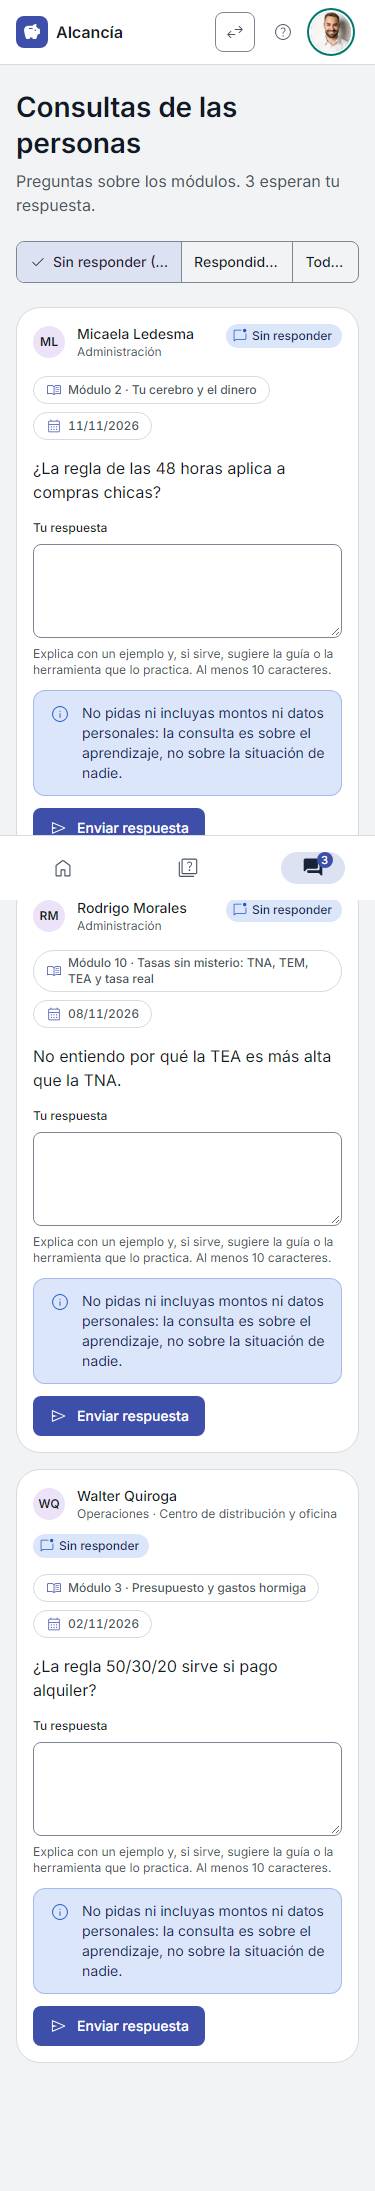 Alcancía
Consultas de las
personas
Preguntas sobre los módulos. 3 esperan tu
respuesta.
Sin responder (...
Respondid...
Tod...
ML
Micaela Ledesma
Administración
Sin responder
Módulo 2 · Tu cerebro y el dinero
11/11/2026
¿La regla de las 48 horas aplica a
compras chicas?
Tu respuesta
Explica con un ejemplo y, si sirve, sugiere la guía o la
herramienta que lo practica. Al menos 10 caracteres.
No pidas ni incluyas montos ni datos
personales: la consulta es sobre el
aprendizaje, no sobre la situación de
nadie.
Enviar respuesta
3
RM
Rodrigo Morales
Administración
Sin responder
Módulo 10 · Tasas sin misterio: TNA, TEM,
TEA y tasa real
08/11/2026
No entiendo por qué la TEA es más alta
que la TNA.
Tu respuesta
Explica con un ejemplo y, si sirve, sugiere la guía o la
herramienta que lo practica. Al menos 10 caracteres.
No pidas ni incluyas montos ni datos
personales: la consulta es sobre el
aprendizaje, no sobre la situación de
nadie.
Enviar respuesta
WQ
Walter Quiroga
Operaciones · Centro de distribución y oficina
Sin responder
Módulo 3 · Presupuesto y gastos hormiga
02/11/2026
¿La regla 50/30/20 sirve si pago
alquiler?
Tu respuesta
Explica con un ejemplo y, si sirve, sugiere la guía o la
herramienta que lo practica. Al menos 10 caracteres.
No pidas ni incluyas montos ni datos
personales: la consulta es sobre el
aprendizaje, no sobre la situación de
nadie.
Enviar respuesta